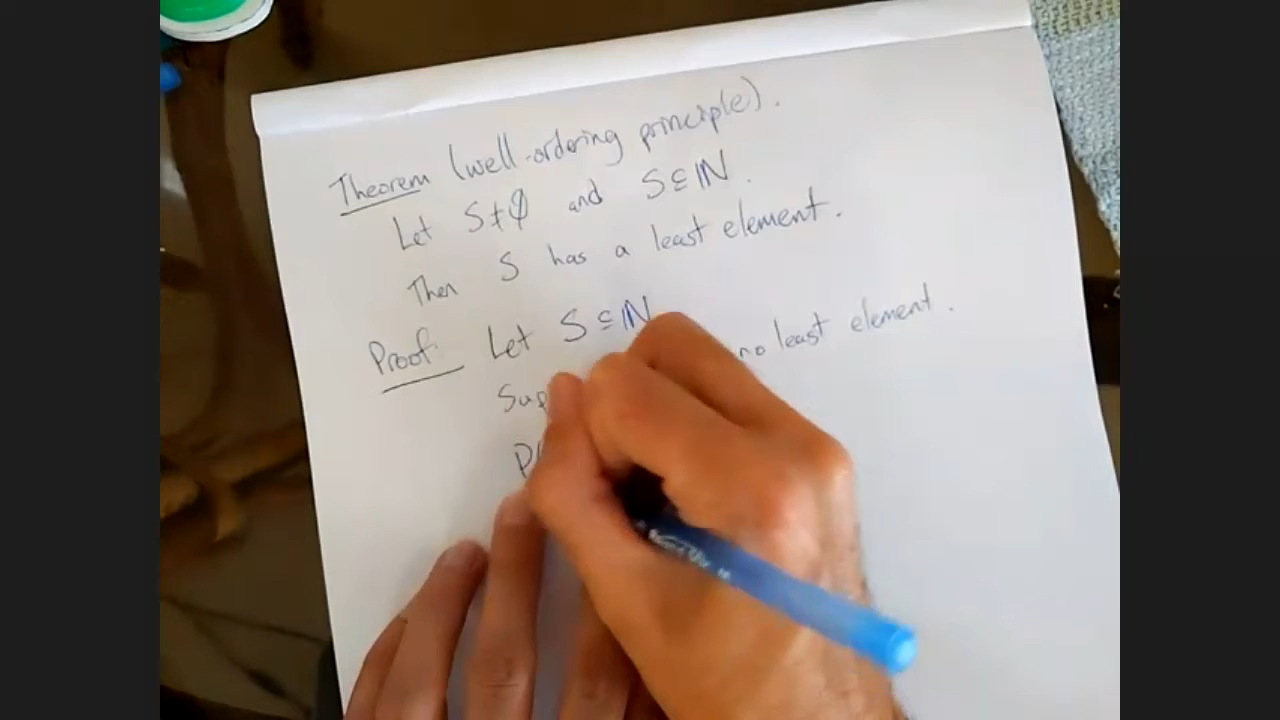 Theorem (well-ordering principle).
Let S≠∅ and S⊆ℕ.
Then S has a least element.
Proof: Let S⊆ℕ
no least element.
P(